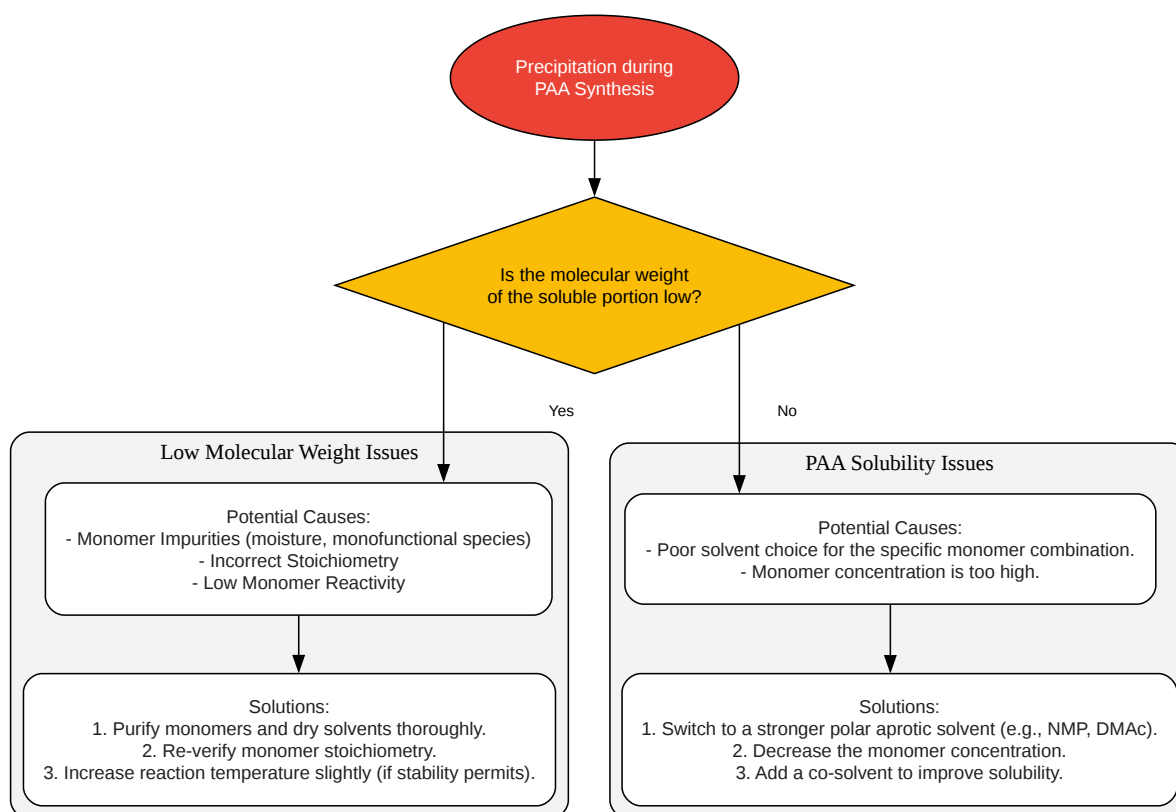 Precipitation during
PAA Synthesis
Is the molecular weight
of the soluble portion low?
Yes
No
Low Molecular Weight Issues
Potential Causes:
- Monomer Impurities (moisture, monofunctional species)
- Incorrect Stoichiometry
- Low Monomer Reactivity
Solutions:
1. Purify monomers and dry solvents thoroughly.
2. Re-verify monomer stoichiometry.
3. Increase reaction temperature slightly (if stability permits).
PAA Solubility Issues
Potential Causes:
- Poor solvent choice for the specific monomer combination.
- Monomer concentration is too high.
Solutions:
1. Switch to a stronger polar aprotic solvent (e.g., NMP, DMAc).
2. Decrease the monomer concentration.
3. Add a co-solvent to improve solubility.